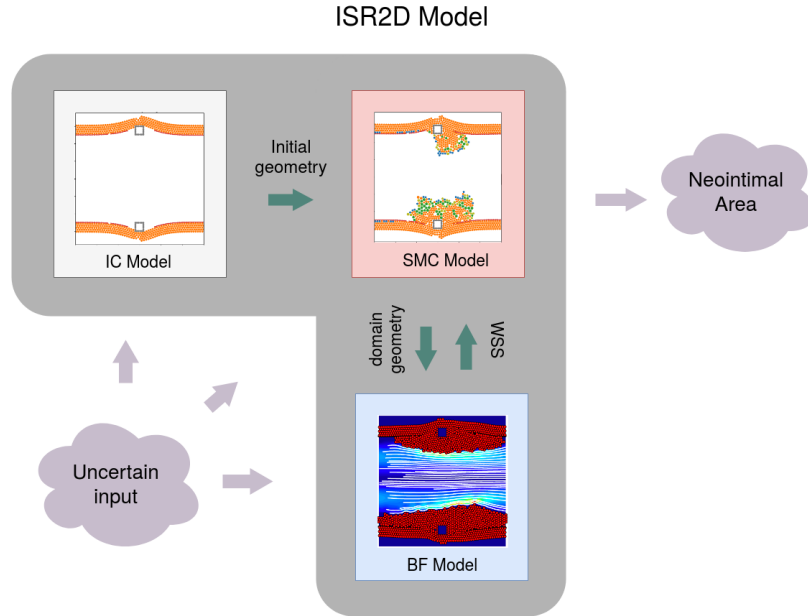 ISR2D Model
Initial
geometry
IC Model
SMC Model
Neointimal
Area
domain
geometry
WSS
Uncertain
input
BF Model